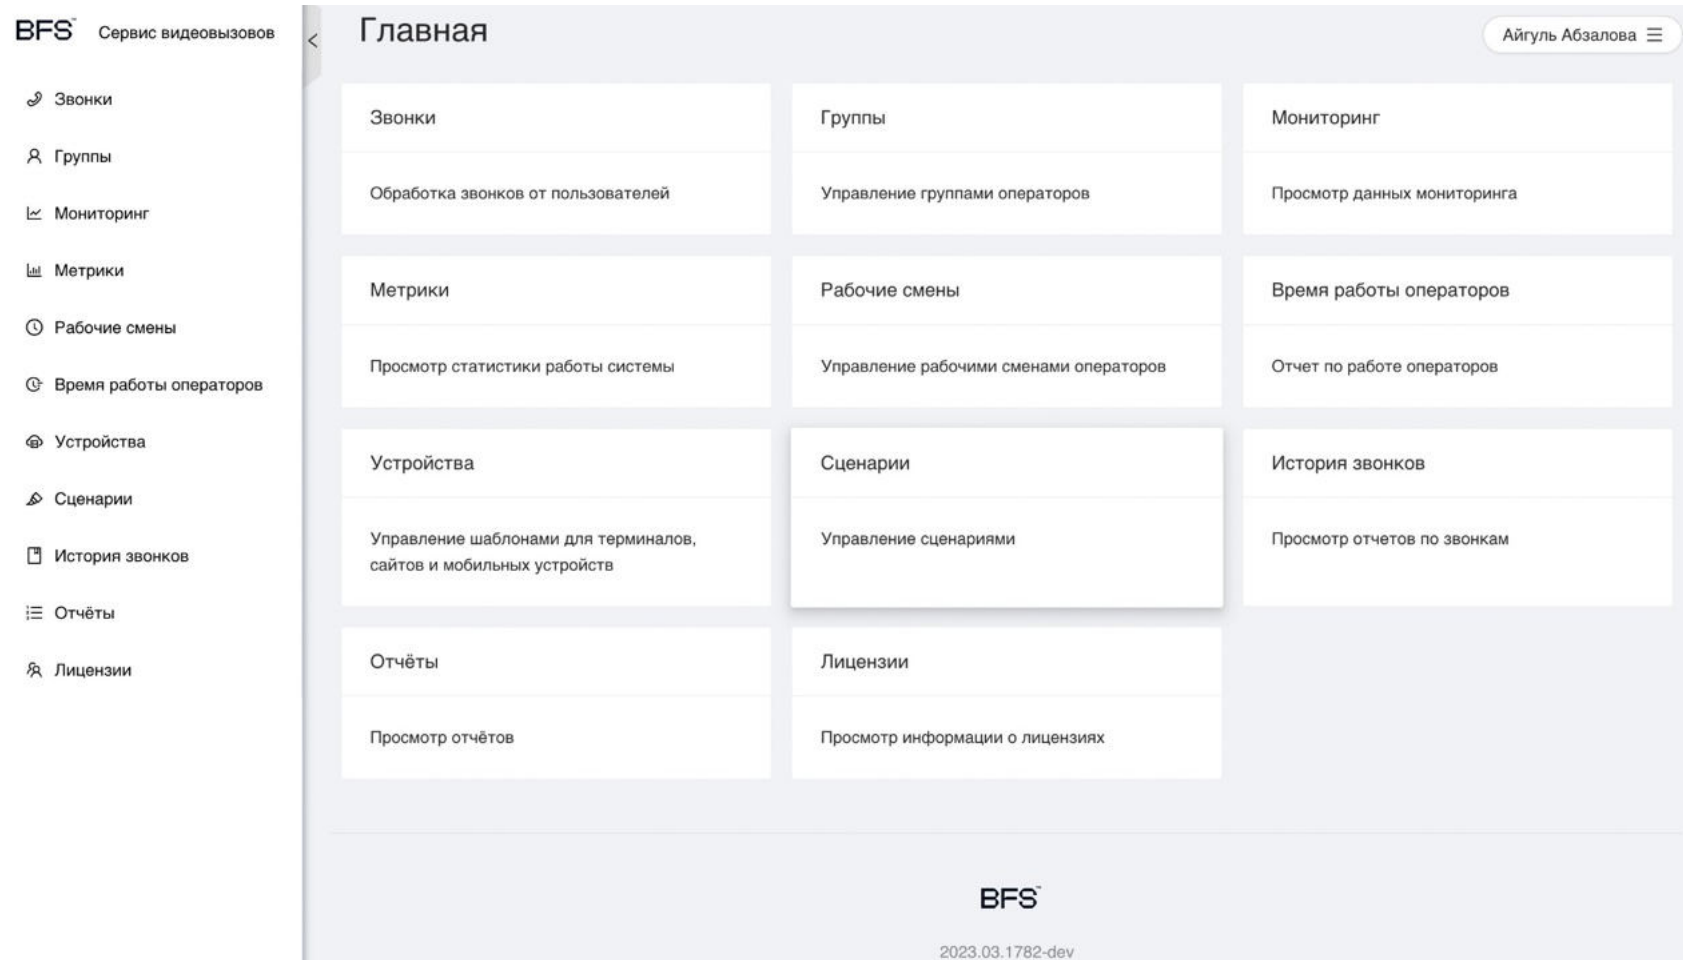 BFS™ Сервис видеовызовов
Звонки
Группы
Мониторинг
Метрики
Рабочие смены
Время работы операторов
Устройства
Сценарии
История звонков
Отчёты
Лицензии
Главная
Айгуль Абзалова
Звонки
Обработка звонков от пользователей
Группы
Управление группами операторов
Мониторинг
Просмотр данных мониторинга
Метрики
Просмотр статистики работы системы
Рабочие смены
Управление рабочими сменами операторов
Время работы операторов
Отчет по работе операторов
Устройства
Управление шаблонами для терминалов,
сайтов и мобильных устройств
Сценарии
Управление сценариями
История звонков
Просмотр отчетов по звонкам
Отчёты
Просмотр отчётов
Лицензии
Просмотр информации о лицензиях
BFS™
2023.03.1782-dev